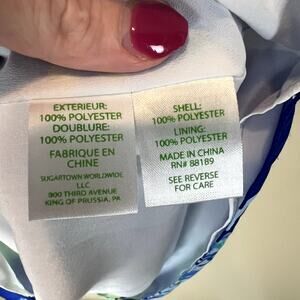 EXTERIEUR:
100% POLYESTER
DOUBLURE:
100% POLYESTER
FABRIQUE EN
CHINE
SUGARTOWN WORLDWIDE
LLC
800 THIRD AVENUE
KING OF PRUSSIA, PA
SHELL:
100% POLYESTER
LINING:
100% POLYESTER
MADE IN CHINA
RN# 88189
SEE REVERSE
FOR CARE